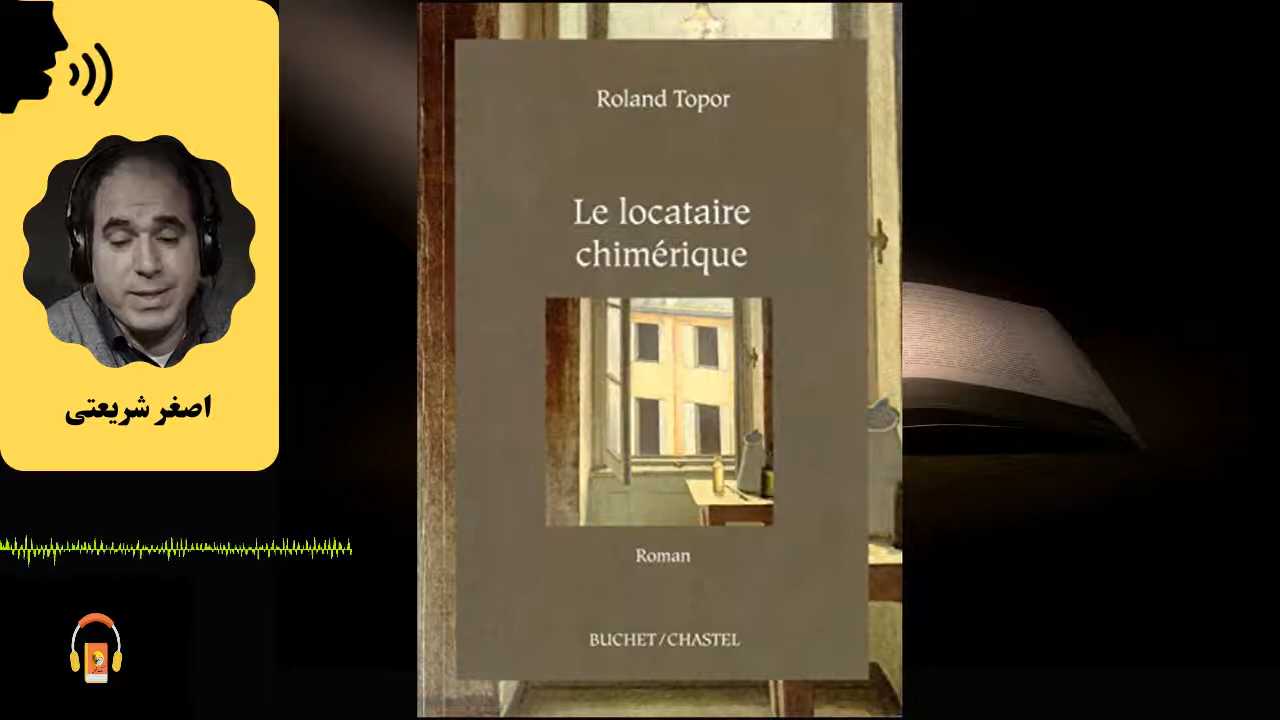 اصغر شریعتی
Roland Topor
Le locataire
chimérique
Roman
BUCHET/CHASTEL